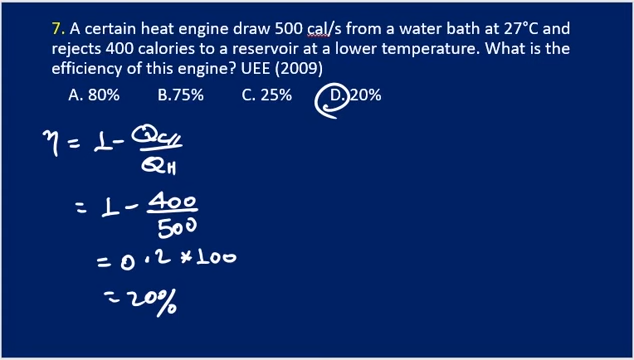 7. A certain heat engine draw 500 cal/s from a water bath at 27°C and
rejects 400 calories to a reservoir at a lower temperature. What is the
efficiency of this engine? UEE (2009)
A. 80% B.75% C. 25% D. 20%
η = 1 - Qc/QH
= 1 - 400/500
= 0.2 * 100
= 20%